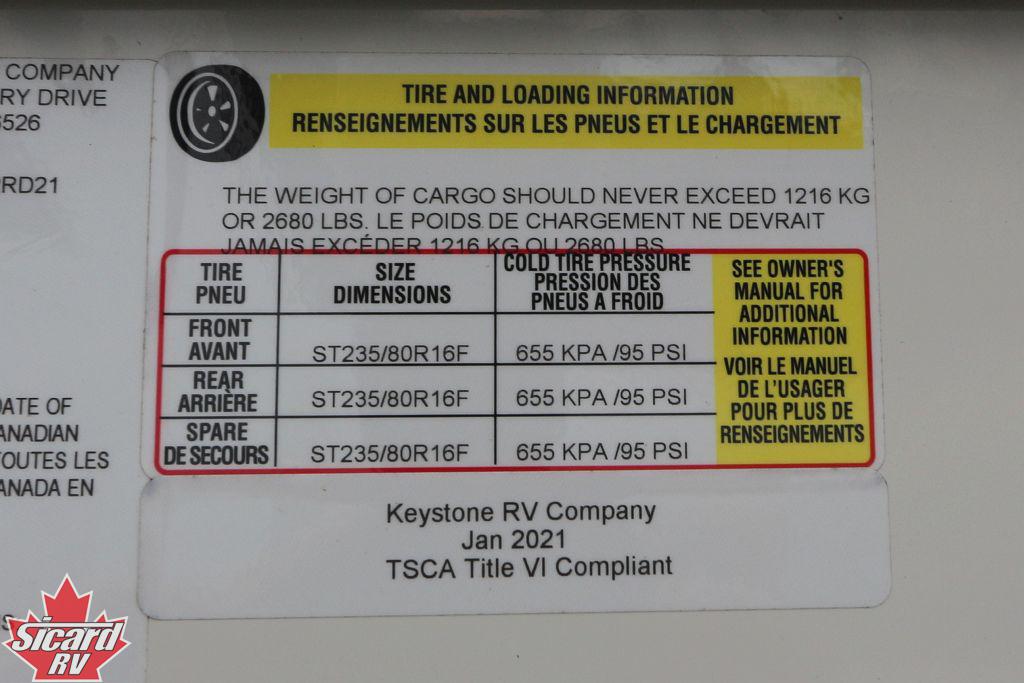 COMPANY
RY DRIVE
6526
RD21
ATE OF
ANADIAN
TOUTES LES
ANADA EN
TIRE AND LOADING INFORMATION
RENSEIGNEMENTS SUR LES PNEUS ET LE CHARGEMENT
THE WEIGHT OF CARGO SHOULD NEVER EXCEED 1216 KG
OR 2680 LBS. LE POIDS DE CHARGEMENT NE DEVRAIT
JAMAIS EXCÉDER 1216 KG OU 2680 LBS
TIRE
PNEU
SIZE
DIMENSIONS
COLD TIRE PRESSURE
PRESSION DES
PNEUS A FROID
FRONT
AVANT
ST235/80R16F
655 KPA /95 PSI
REAR
ARRIÈRE
ST235/80R16F
655 KPA /95 PSI
SPARE
DE SECOURS
ST235/80R16F
655 KPA /95 PSI
SEE OWNER'S
MANUAL FOR
ADDITIONAL
INFORMATION
VOIR LE MANUEL
DE L'USAGER
POUR PLUS DE
RENSEIGNEMENTS
Keystone RV Company
Jan 2021
TSCA Title VI Compliant
Sicard
RV